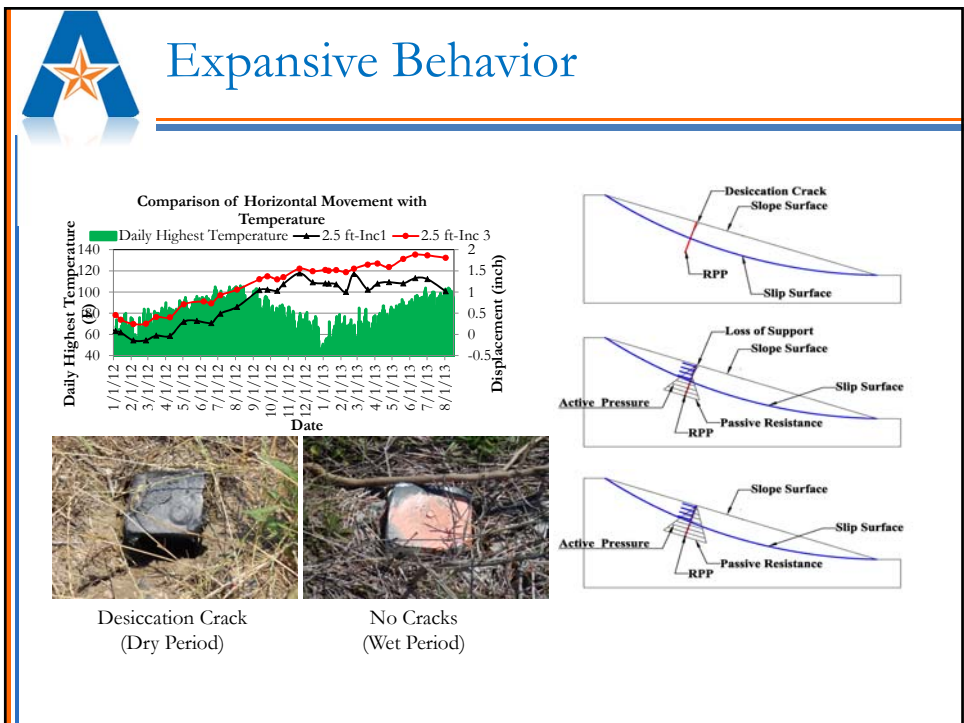 Expansive Behavior
Comparison of Horizontal Movement with
Temperature
Daily Highest Temperature
2.5 ft-Inc1
2.5 ft-Inc 3
Daily Highest Temperature
(F)
140
120
100
80
60
40
2
1.5
1
0.5
0
-0.5
Displacement (inch)
1/1/12
2/1/12
3/1/12
4/1/12
5/1/12
6/1/12
7/1/12
8/1/12
9/1/12
10/1/12
11/1/12
12/1/12
1/1/13
2/1/13
3/1/13
4/1/13
5/1/13
6/1/13
7/1/13
8/1/13
Date
Desiccation Crack
(Dry Period)
No Cracks
(Wet Period)
Desiccation Crack
Slope Surface
RPP
Slip Surface
Loss of Support
Slope Surface
Slip Surface
Active Pressure
Passive Resistance
RPP
Slope Surface
Slip Surface
Active Pressure
Passive Resistance
RPP